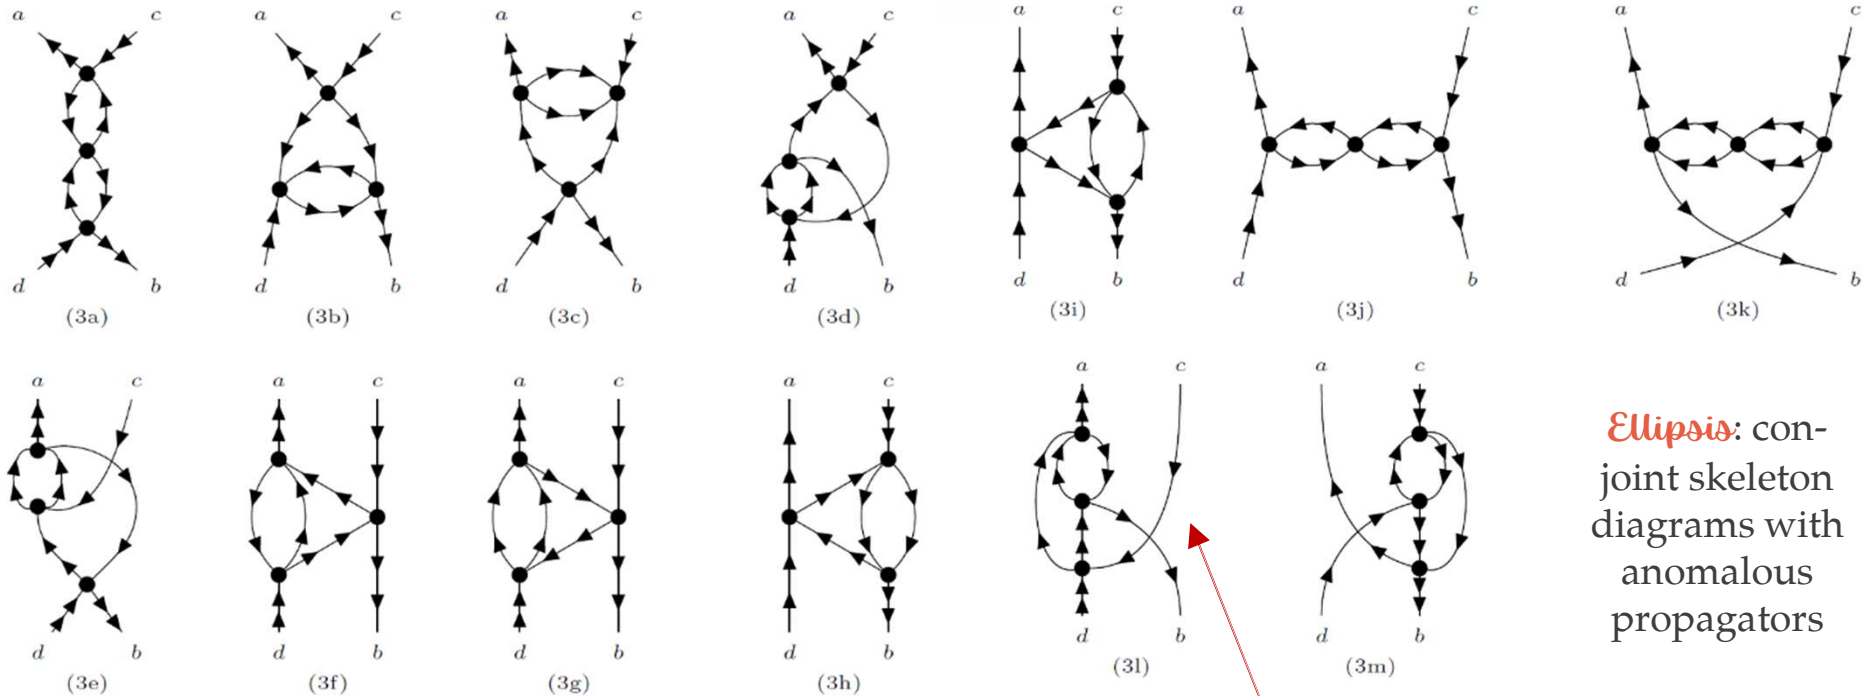 a c a c a c a c a c a c a c
d b d b d b d b d b d b d b
(3a) (3b) (3c) (3d) (3i) (3j) (3k)
a c a c a c a c a c a c
d b d b d b d b d b d b
(3e) (3f) (3g) (3h) (3l) (3m)
Ellipsis: con-
joint skeleton
diagrams with
anomalous
propagators